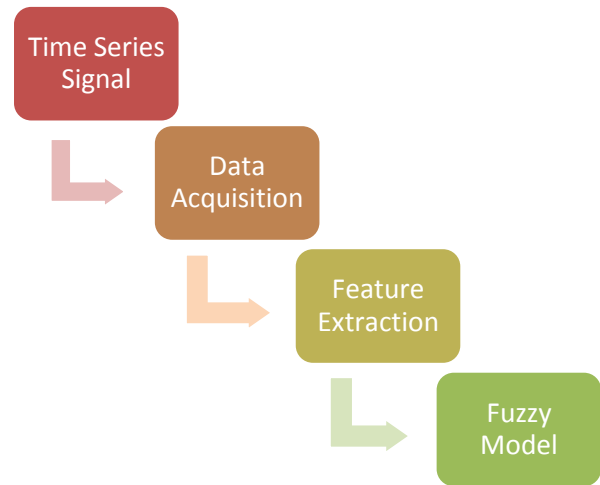 Time Series
Signal
Data
Acquisition
Feature
Extraction
Fuzzy
Model